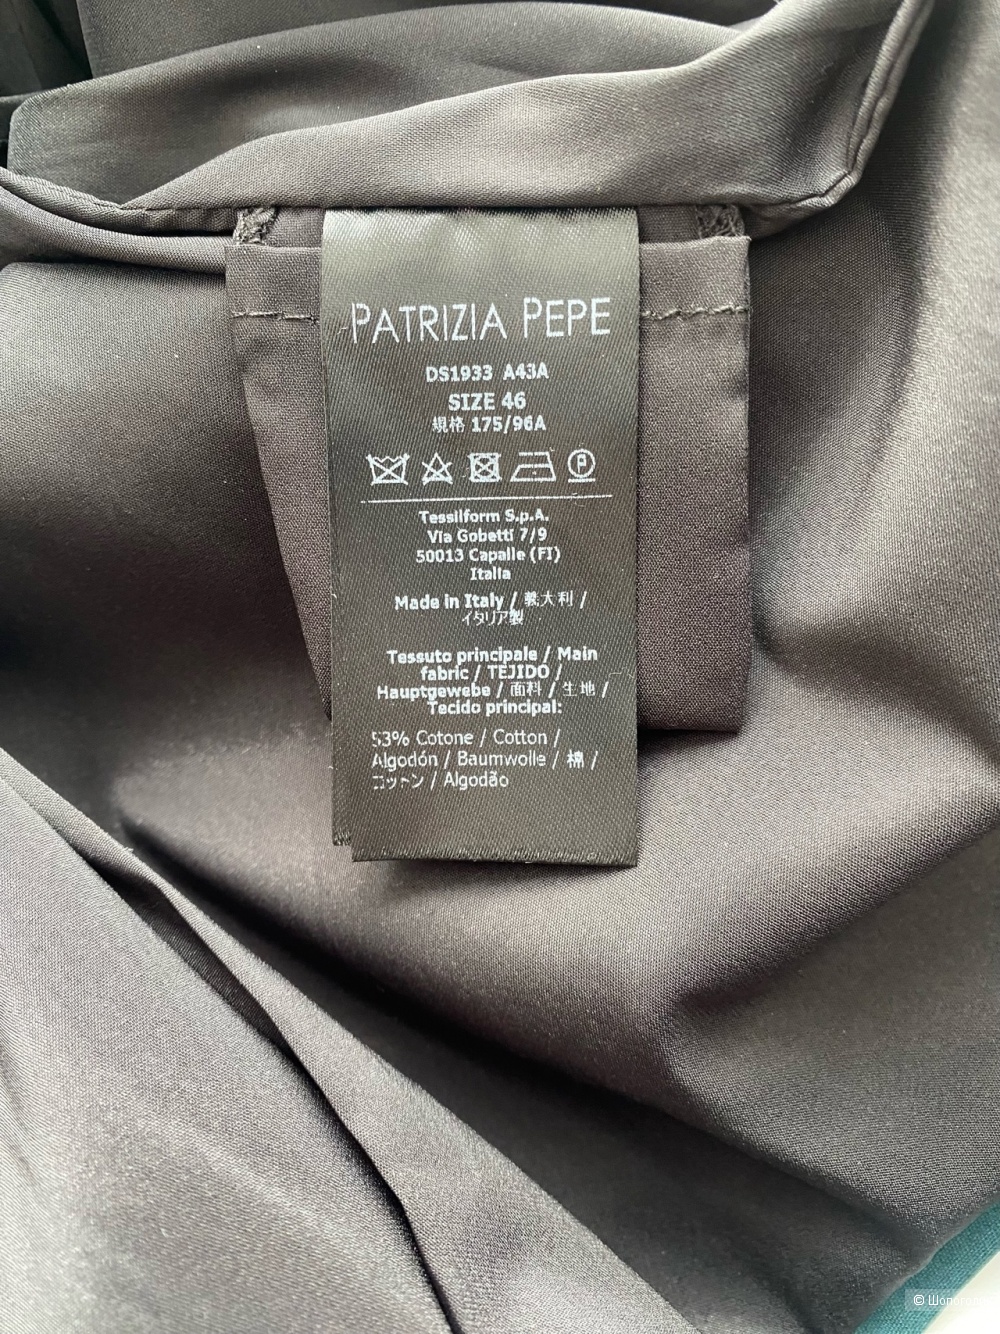 PATRIZIA PEPE
DS1933 A43A
SIZE 46
規格 175/96A
P
Tessilform S.p.A.
Via Gobetti 7/9
50013 Capalle (FI)
Italia
Made in Italy / 義大利 /
イタリア製
Tessuto principale / Main
fabric / TEJIDO /
Hauptgewebe / 面料 / 生地 /
Tecido principal:
53% Cotone / Cotton /
Algodón / Baumwolle / 棉 /
コットン / Algodão
©